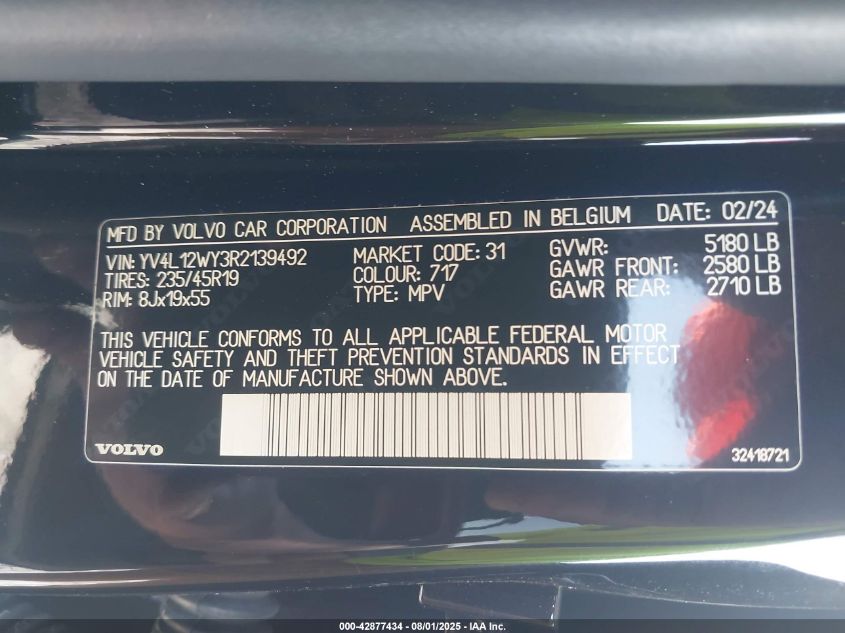 MFD BY VOLVO CAR CORPORATION ASSEMBLED IN BELGIUM DATE: 02/24
VIN: YV4L12WY3R2139492 MARKET CODE: 31 GVWR: 5180 LB
TIRES: 235/45R19 COLOUR: 717 GAWR FRONT: 2580 LB
RIM: 8Jx19x55 TYPE: MPV GAWR REAR: 2710 LB
THIS VEHICLE CONFORMS TO ALL APPLICABLE FEDERAL MOTOR
VEHICLE SAFETY AND THEFT PREVENTION STANDARDS IN EFFECT
ON THE DATE OF MANUFACTURE SHOWN ABOVE.
VOLVO 32418721
000-42877434 - 08/01/2025 - IAA Inc.